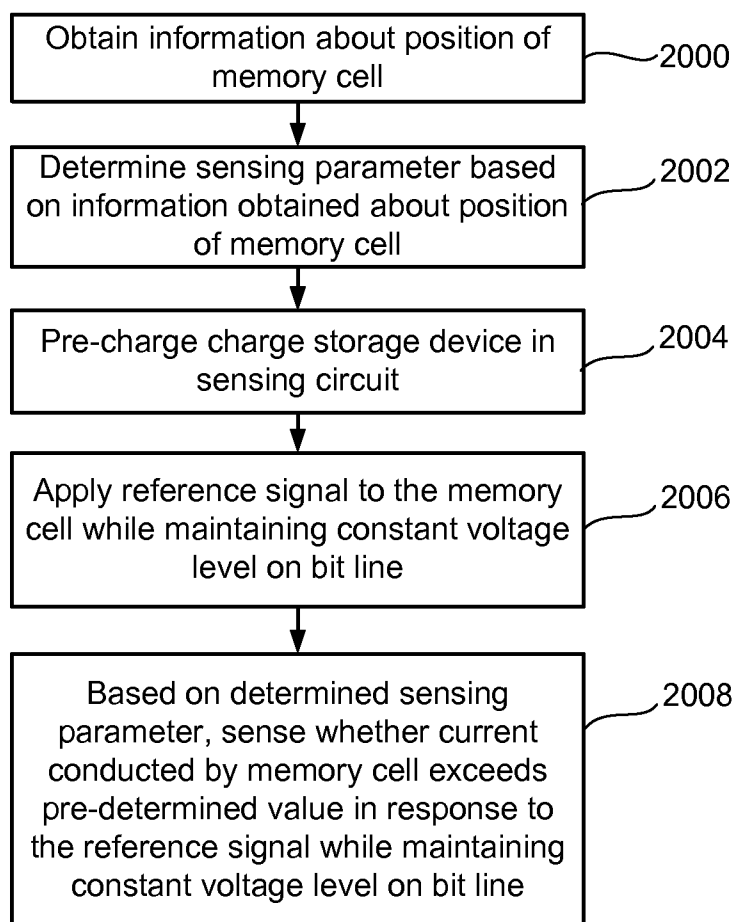 Obtain information about position of
memory cell
2000
Determine sensing parameter based
on information obtained about position
of memory cell
2002
Pre-charge charge storage device in
sensing circuit
2004
Apply reference signal to the memory
cell while maintaining constant voltage
level on bit line
2006
Based on determined sensing
parameter, sense whether current
conducted by memory cell exceeds
pre-determined value in response to
the reference signal while maintaining
constant voltage level on bit line
2008